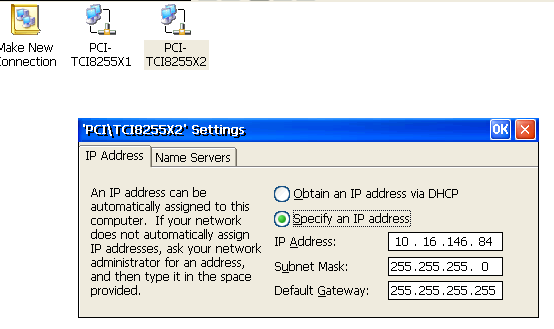 Make New
Connection
PCI-
TCI8255X1
PCI-
TCI8255X2
'PCI\TCI8255X2' Settings
OK
IP Address
Name Servers
An IP address can be
automatically assigned to this
computer. If your network
does not automatically assign
IP addresses, ask your network
administrator for an address,
and then type it in the space
provided.
Obtain an IP address via DHCP
Specify an IP address
IP Address: 10 . 16 .146. 84
Subnet Mask: 255.255.255. 0
Default Gateway: 255.255.255.255